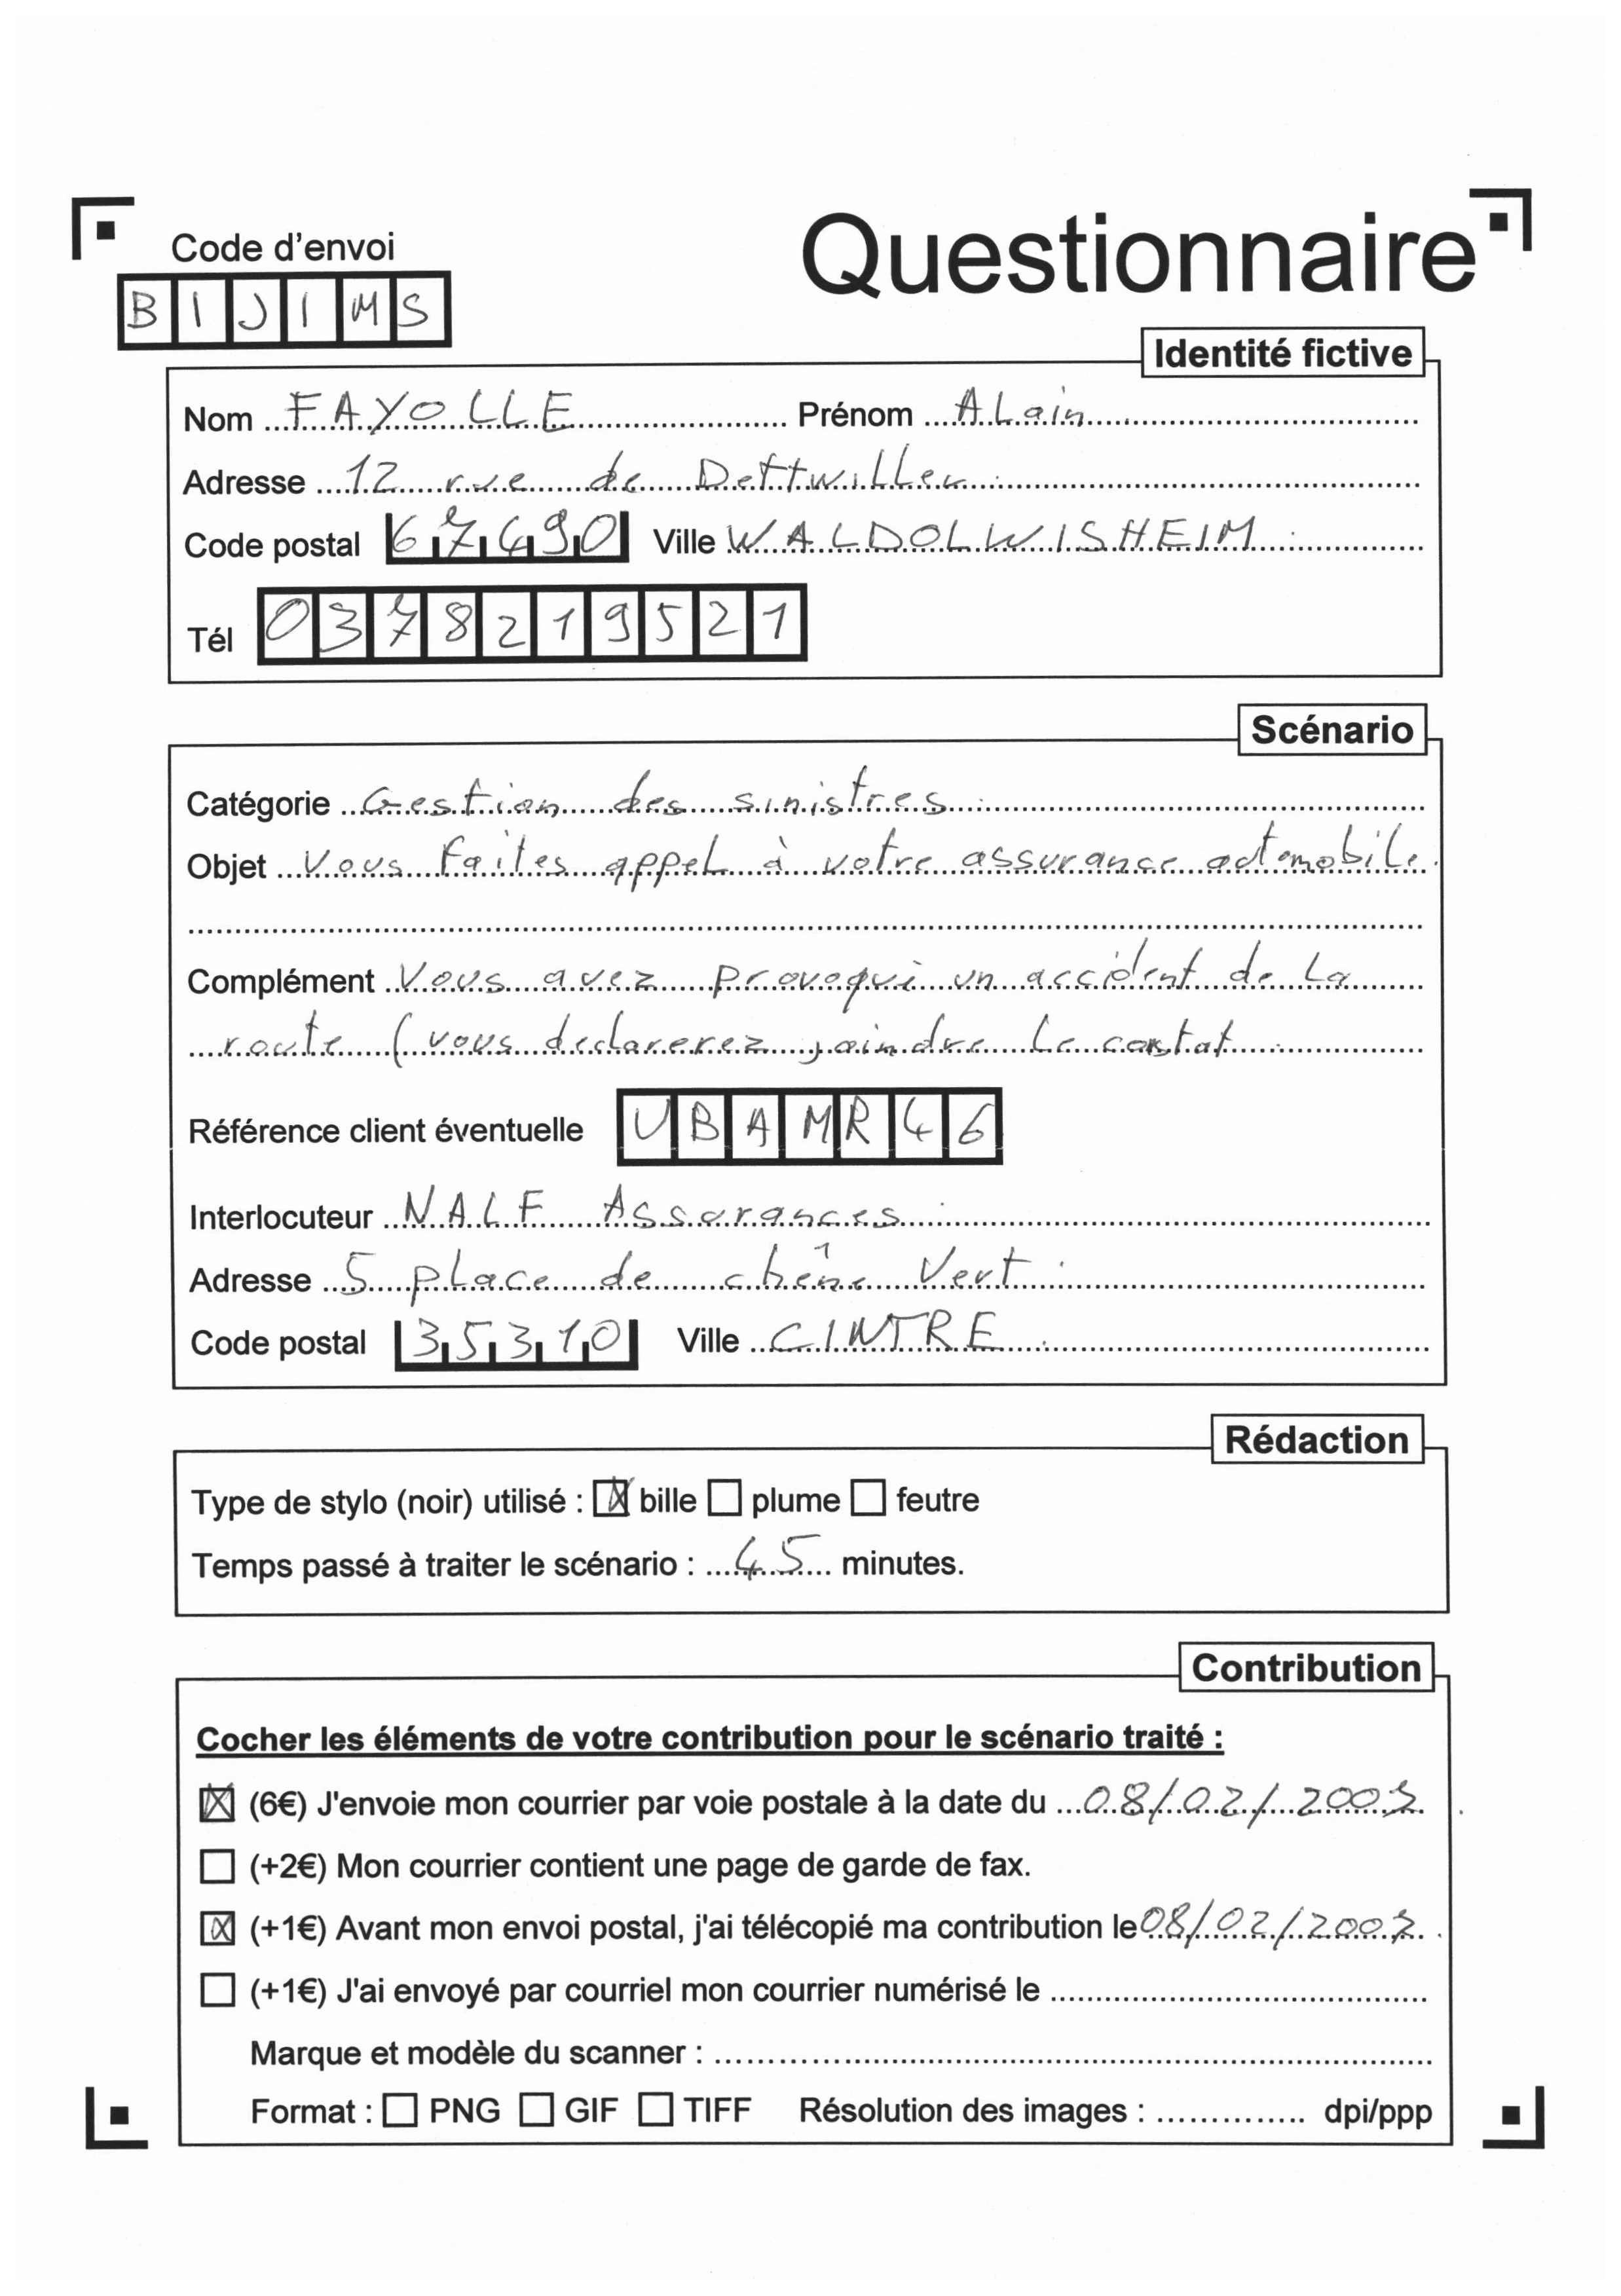 Code d'envoi
Questionnaire
BIJIMS
Identité fictive
Nom FAYOLLE Prénom ALain
Adresse 12 rue de Dettwiller
Code postal 67490 Ville WALDOLWISHEIM
Tél 0378219521
Scénario
Catégorie Gestion des sinistres
Objet Vous faites appel à votre assurance automobile.
Complément Vous avez provoqué un accident de la
route (vous declarerez joindre le constat
Référence client éventuelle UBAMR46
Interlocuteur NALF Assurances
Adresse 5 place de chêne Vert
Code postal 35310 Ville CINTRE
Rédaction
Type de stylo (noir) utilisé : ☒ bille ☐ plume ☐ feutre
Temps passé à traiter le scénario : 45 minutes.
Contribution
Cocher les éléments de votre contribution pour le scénario traité :
☒ (6€) J'envoie mon courrier par voie postale à la date du 08/02/
☐ (+2€) Mon courrier contient une page de garde de fax.
☒ (+1€) Avant mon envoi postal, j'ai télécopié ma contribution le 08/02/
☐ (+1€) J'ai envoyé par courriel mon courrier numérisé le
Marque et modèle du scanner :
Format : ☐ PNG ☐ GIF ☐ TIFF Résolution des images : dpi/ppp